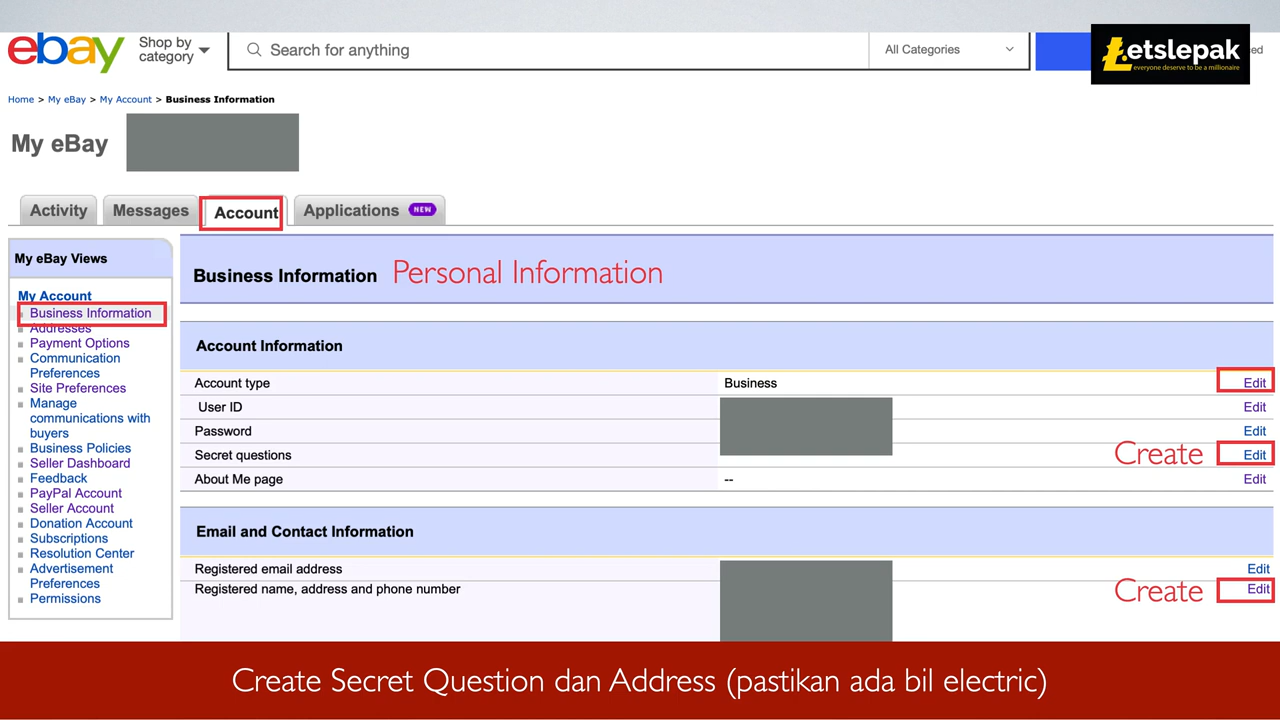 ebay
Shop by
category
Search for anything
All Categories
Letslepak
everyone deserve to be a millionaire
ed
Home > My eBay > My Account > Business Information
My eBay
Activity
Messages
Account
Applications NEW
My eBay Views
My Account
Business Information
Addresses
Payment Options
Communication
Preferences
Site Preferences
Manage
communications with
buyers
Business Policies
Seller Dashboard
Feedback
PayPal Account
Seller Account
Donation Account
Subscriptions
Resolution Center
Advertisement
Preferences
Permissions
Business Information Personal Information
Account Information
Account type Business Edit
User ID Edit
Password Edit
Secret questions Create Edit
About Me page -- Edit
Email and Contact Information
Registered email address Edit
Registered name, address and phone number Create Edit
Create Secret Question dan Address (pastikan ada bil electric)